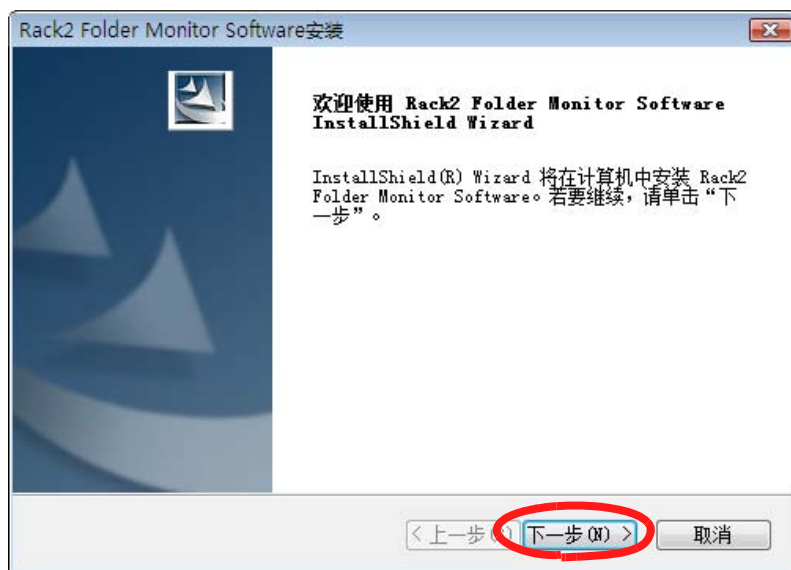 Rack2 Folder Monitor Software安装
欢迎使用 Rack2 Folder Monitor Software
InstallShield Wizard
InstallShield(R) Wizard 将在计算机中安装 Rack2
Folder Monitor Software。若要继续，请单击“下
一步”。
< 上一步 下一步(N) > 取消